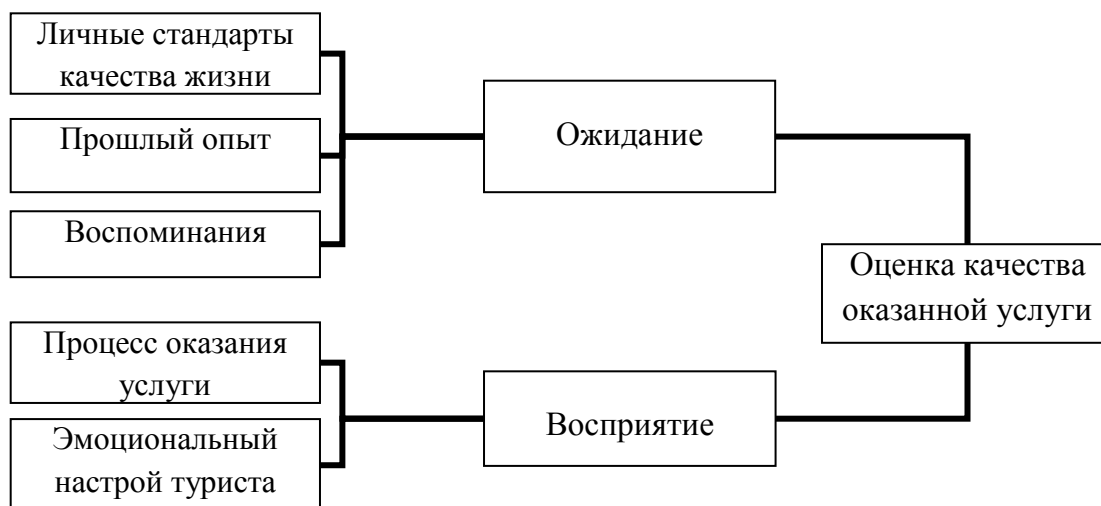 Личные стандарты
качества жизни
Прошлый опыт
Воспоминания
Ожидание
Оценка качества
оказанной услуги
Процесс оказания
услуги
Эмоциональный
настрой туриста
Восприятие